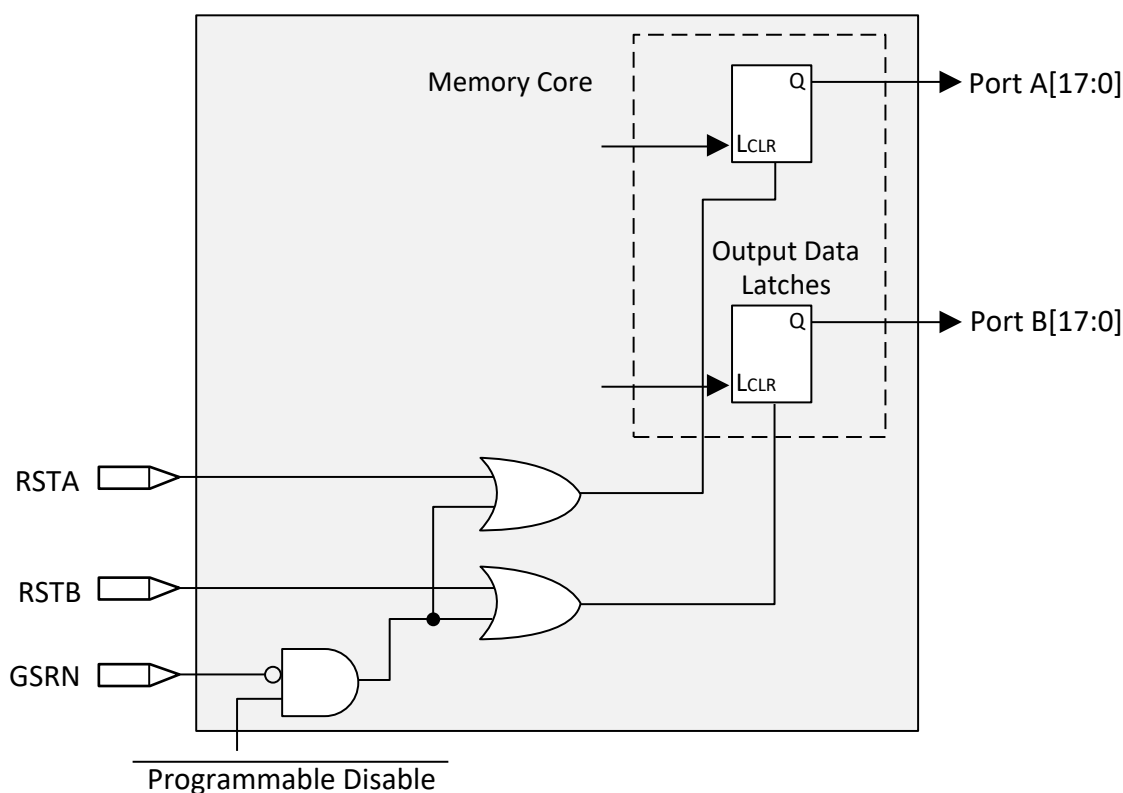 Memory Core
Q
Port A[17:0]
LCLR
Output Data
Latches
Q
Port B[17:0]
LCLR
RSTA
RSTB
GSRN
Programmable Disable